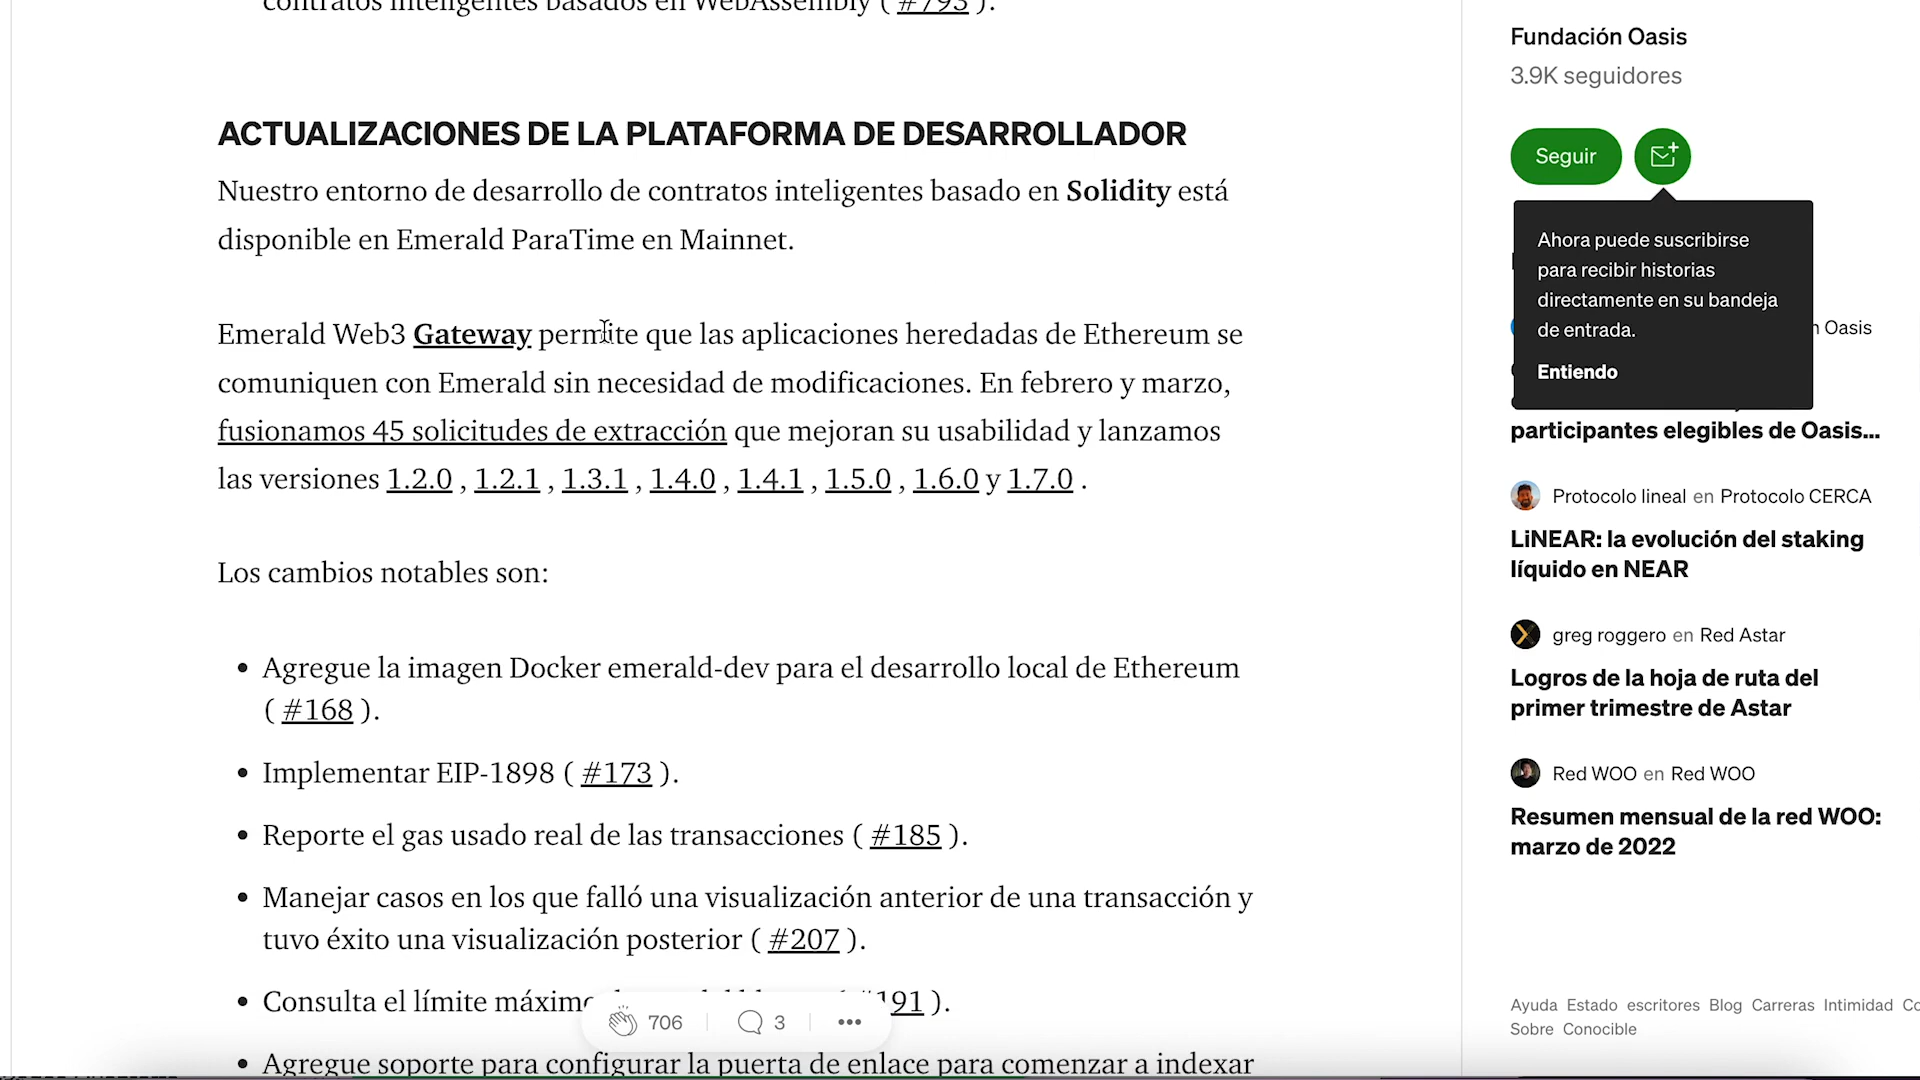 contratos inteligentes basados en WebAssembly ( #793 ).
ACTUALIZACIONES DE LA PLATAFORMA DE DESARROLLADOR
Nuestro entorno de desarrollo de contratos inteligentes basado en Solidity está
disponible en Emerald ParaTime en Mainnet.
Emerald Web3 Gateway permite que las aplicaciones heredadas de Ethereum se
comuniquen con Emerald sin necesidad de modificaciones. En febrero y marzo,
fusionamos 45 solicitudes de extracción que mejoran su usabilidad y lanzamos
las versiones 1.2.0 , 1.2.1 , 1.3.1 , 1.4.0 , 1.4.1 , 1.5.0 , 1.6.0 y 1.7.0 .
Los cambios notables son:
• Agregue la imagen Docker emerald-dev para el desarrollo local de Ethereum
( #168 ).
• Implementar EIP-1898 ( #173 ).
• Reporte el gas usado real de las transacciones ( #185 ).
• Manejar casos en los que falló una visualización anterior de una transacción y
tuvo éxito una visualización posterior ( #207 ).
• Consulta el límite máximo 191 ).
706 3
• Agregue soporte para configurar la puerta de enlace para comenzar a indexar
Fundación Oasis
3.9K seguidores
Seguir
Ahora puede suscribirse
para recibir historias
directamente en su bandeja
de entrada.
Entiendo
Oasis
participantes elegibles de Oasis...
Protocolo lineal en Protocolo CERCA
LiNEAR: la evolución del staking
líquido en NEAR
greg roggero en Red Astar
Logros de la hoja de ruta del
primer trimestre de Astar
Red WOO en Red WOO
Resumen mensual de la red WOO:
marzo de 2022
Ayuda Estado escritores Blog Carreras Intimidad
Sobre Conocible